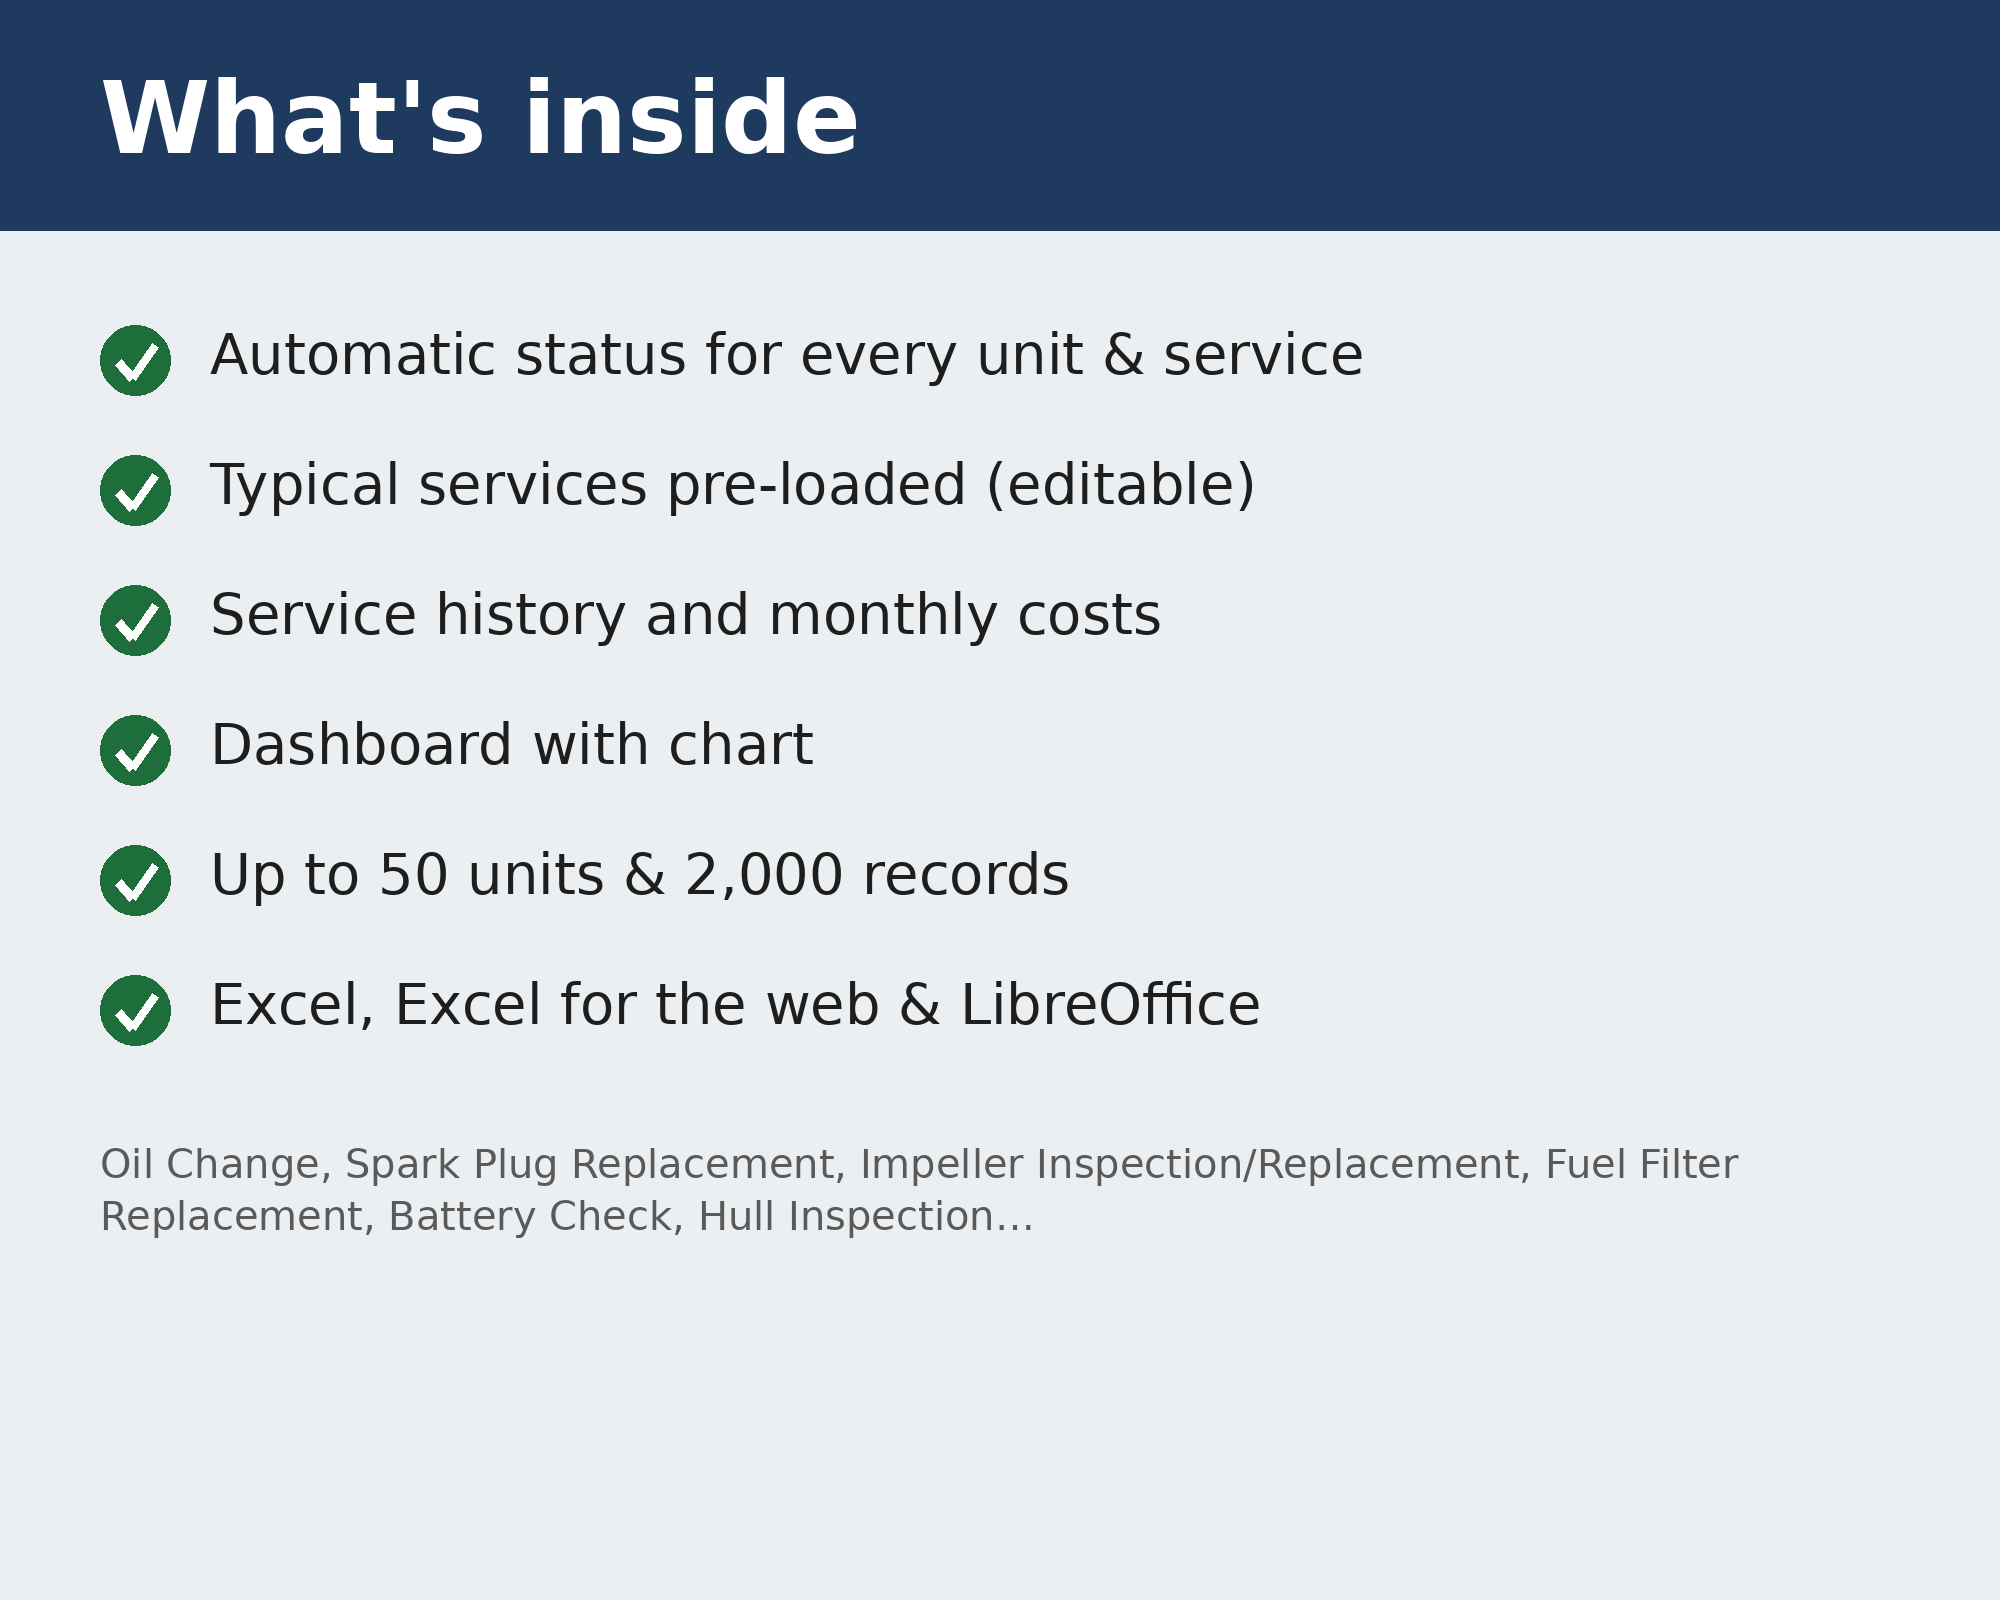 What's inside
Automatic status for every unit & service
Typical services pre-loaded (editable)
Service history and monthly costs
Dashboard with chart
Up to 50 units & 2,000 records
Excel, Excel for the web & LibreOffice
Oil Change, Spark Plug Replacement, Impeller Inspection/Replacement, Fuel Filter
Replacement, Battery Check, Hull Inspection...